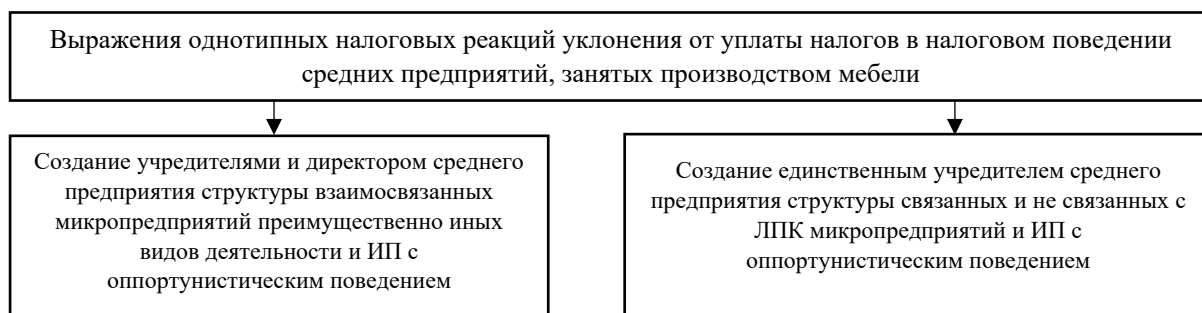 Выражения однотипных налоговых реакций уклонения от уплаты налогов в налоговом поведении
средних предприятий, занятых производством мебели
Создание учредителями и директором среднего
предприятия структуры взаимосвязанных
микропредприятий преимущественно иных
видов деятельности и ИП с
оппортунистическим поведением
Создание единственным учредителем среднего
предприятия структуры связанных и не связанных с
ЛПК микропредприятий и ИП с
оппортунистическим поведением